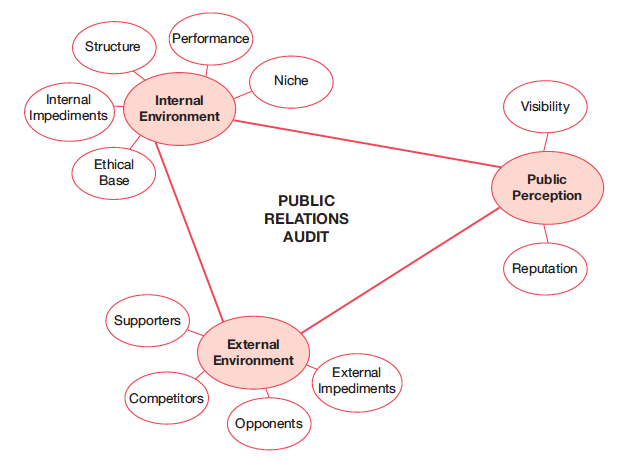 Structure
Performance
Niche
Internal
Impediments
Internal
Environment
Ethical
Base
Visibility
Public
Perception
Reputation
PUBLIC
RELATIONS
AUDIT
Supporters
External
Environment
Competitors
Opponents
External
Impediments